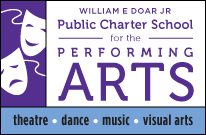 WILLIAM E DOAR JR
Public Charter School
for the
PERFORMING
ARTS
theatre • dance • music • visual arts